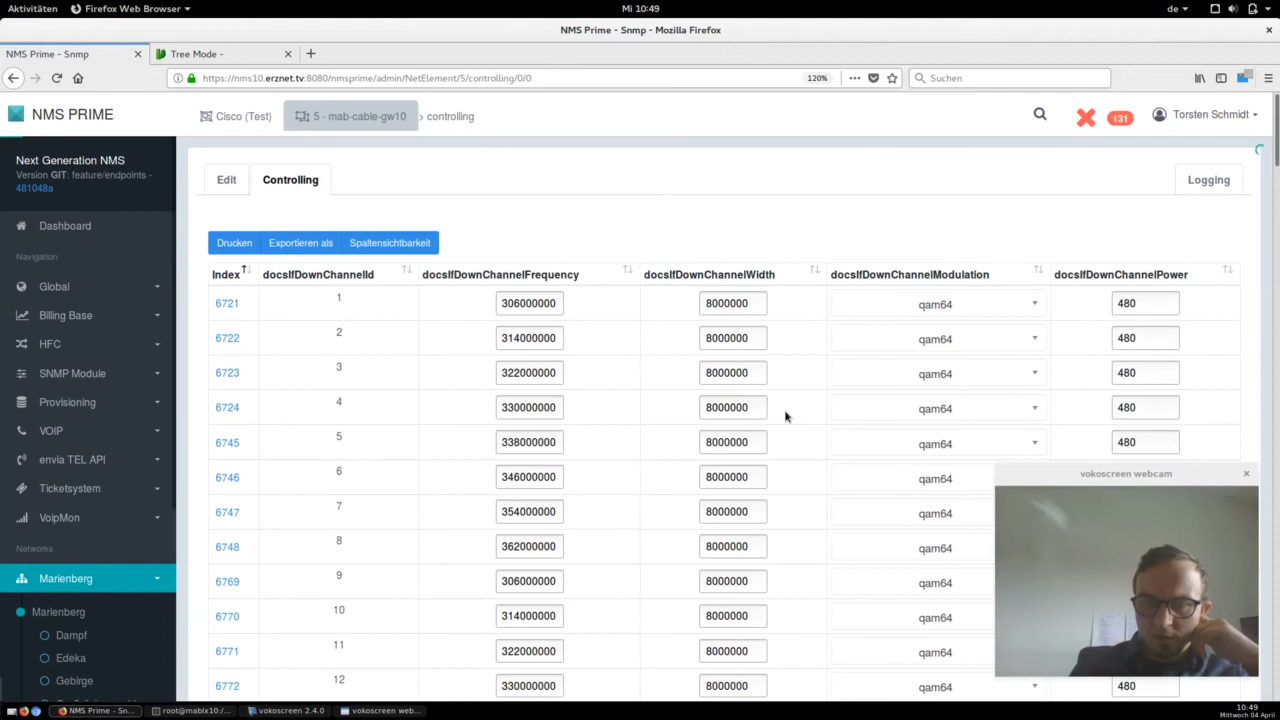 Aktivitäten Firefox Web Browser Mi 10:49 de
NMS Prime - Snmp - Mozilla Firefox
NMS Prime - Snmp Tree Mode -
https://nms10.erznet.tv:8080/nmsprime/admin/NetElement/5/controlling/0/0 120% Suchen
NMS PRIME Cisco (Test) 5 - mab-cable-gw10 > controlling 131 Torsten Schmidt
Next Generation NMS
Version GIT: feature/endpoints -
481048a
Dashboard
Navigation
Global
Billing Base
HFC
SNMP Module
Provisioning
VOIP
envia TEL API
Ticketsystem
VoipMon
Networks
Marienberg
Marienberg
Dampf
Edeka
Gebirge
Edit Controlling Logging
Drucken Exportieren als Spaltensichtbarkeit
Index docsIfDownChannelId docsIfDownChannelFrequency docsIfDownChannelWidth docsIfDownChannelModulation docsIfDownChannelPower
6721 1 306000000 8000000 qam64 480
6722 2 314000000 8000000 qam64 480
6723 3 322000000 8000000 qam64 480
6724 4 330000000 8000000 qam64 480
6745 5 338000000 8000000 qam64 480
6746 6 346000000 8000000 qam64
6747 7 354000000 8000000 qam64
6748 8 362000000 8000000 qam64
6769 9 306000000 8000000 qam64
6770 10 314000000 8000000 qam64
6771 11 322000000 8000000 qam64
6772 12 330000000 8000000 qam64 480
vokoscreen webcam
NMS Prime - Sn... root@mablx10:/... vokoscreen 2.4.0 vokoscreen web... 10:49
Mittwoch 04 April